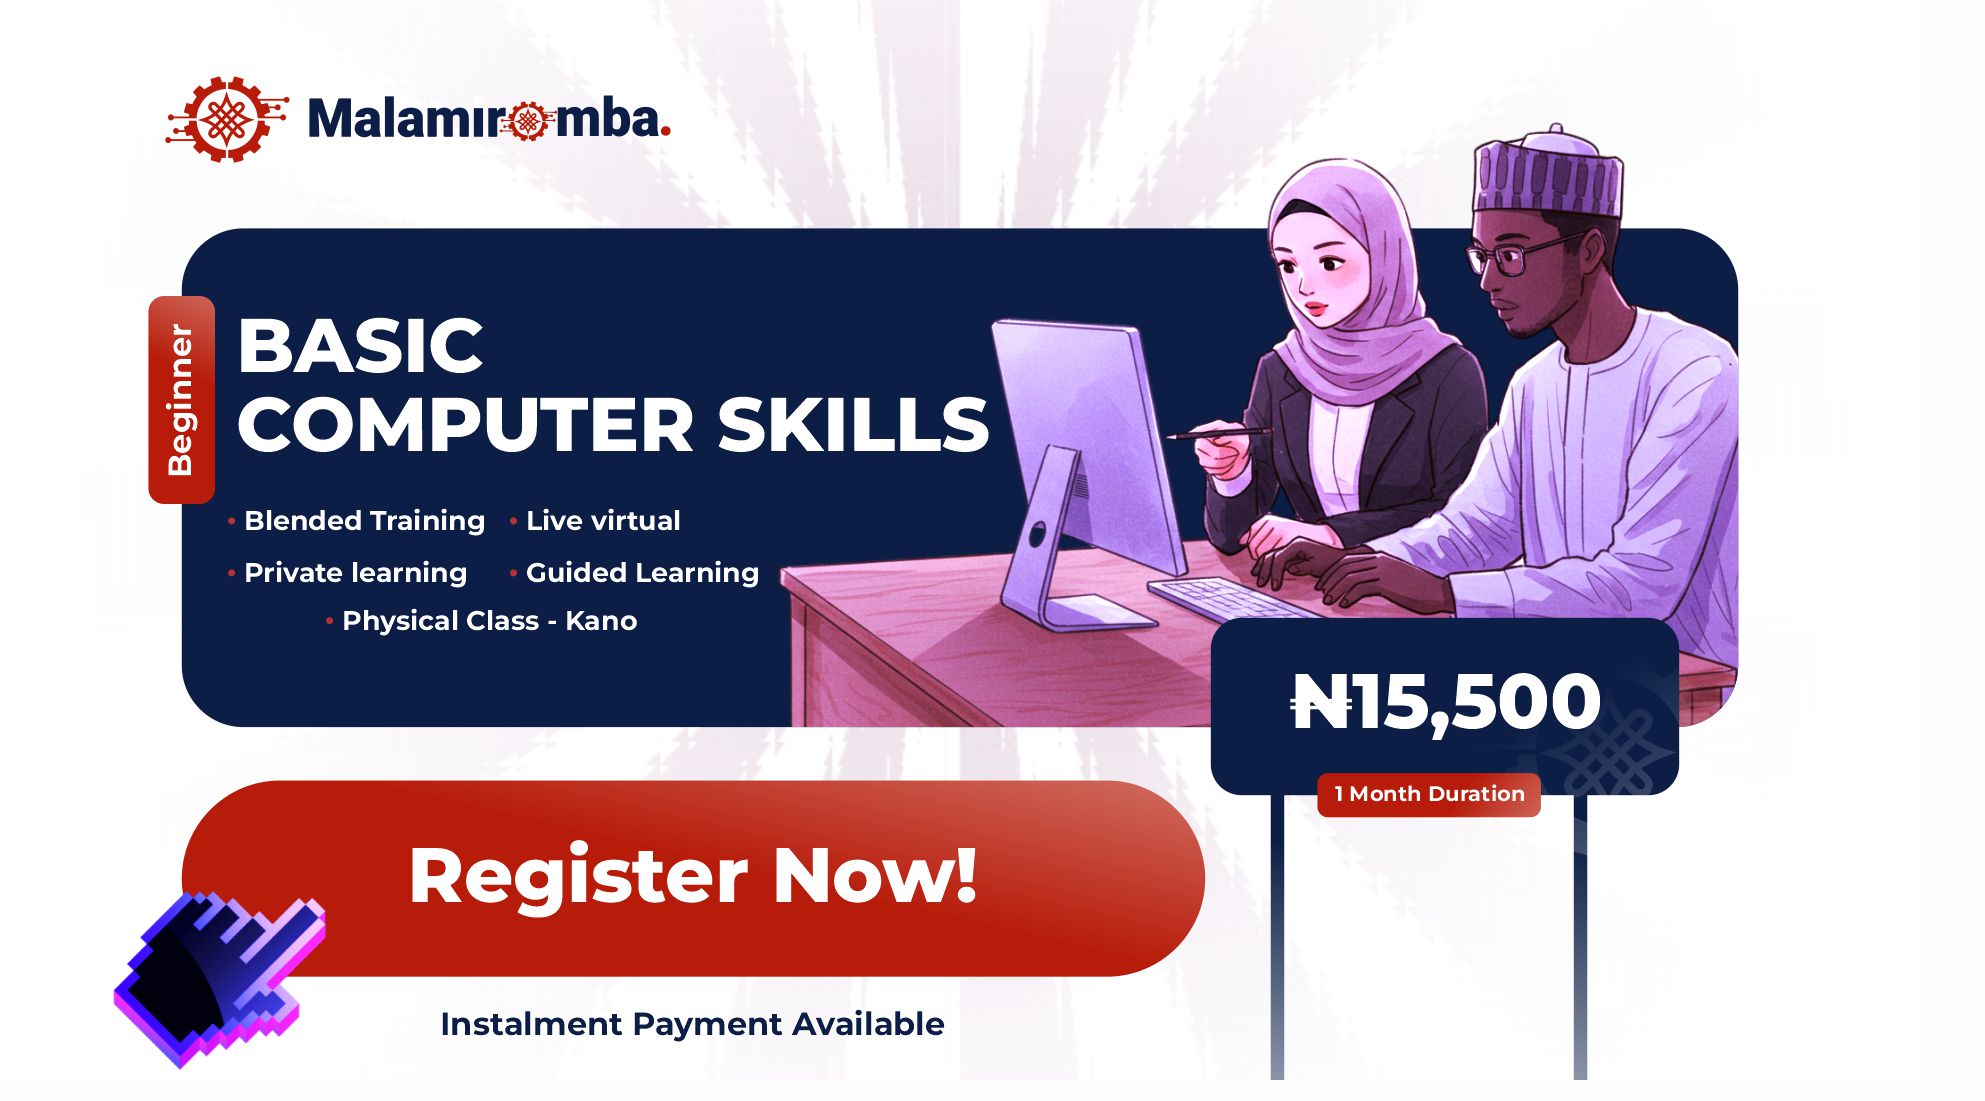 Malamıromba.
Beginner
BASIC
COMPUTER SKILLS
• Blended Training • Live virtual
• Private learning • Guided Learning
• Physical Class - Kano
₦15,500
1 Month Duration
Register Now!
Instalment Payment Available